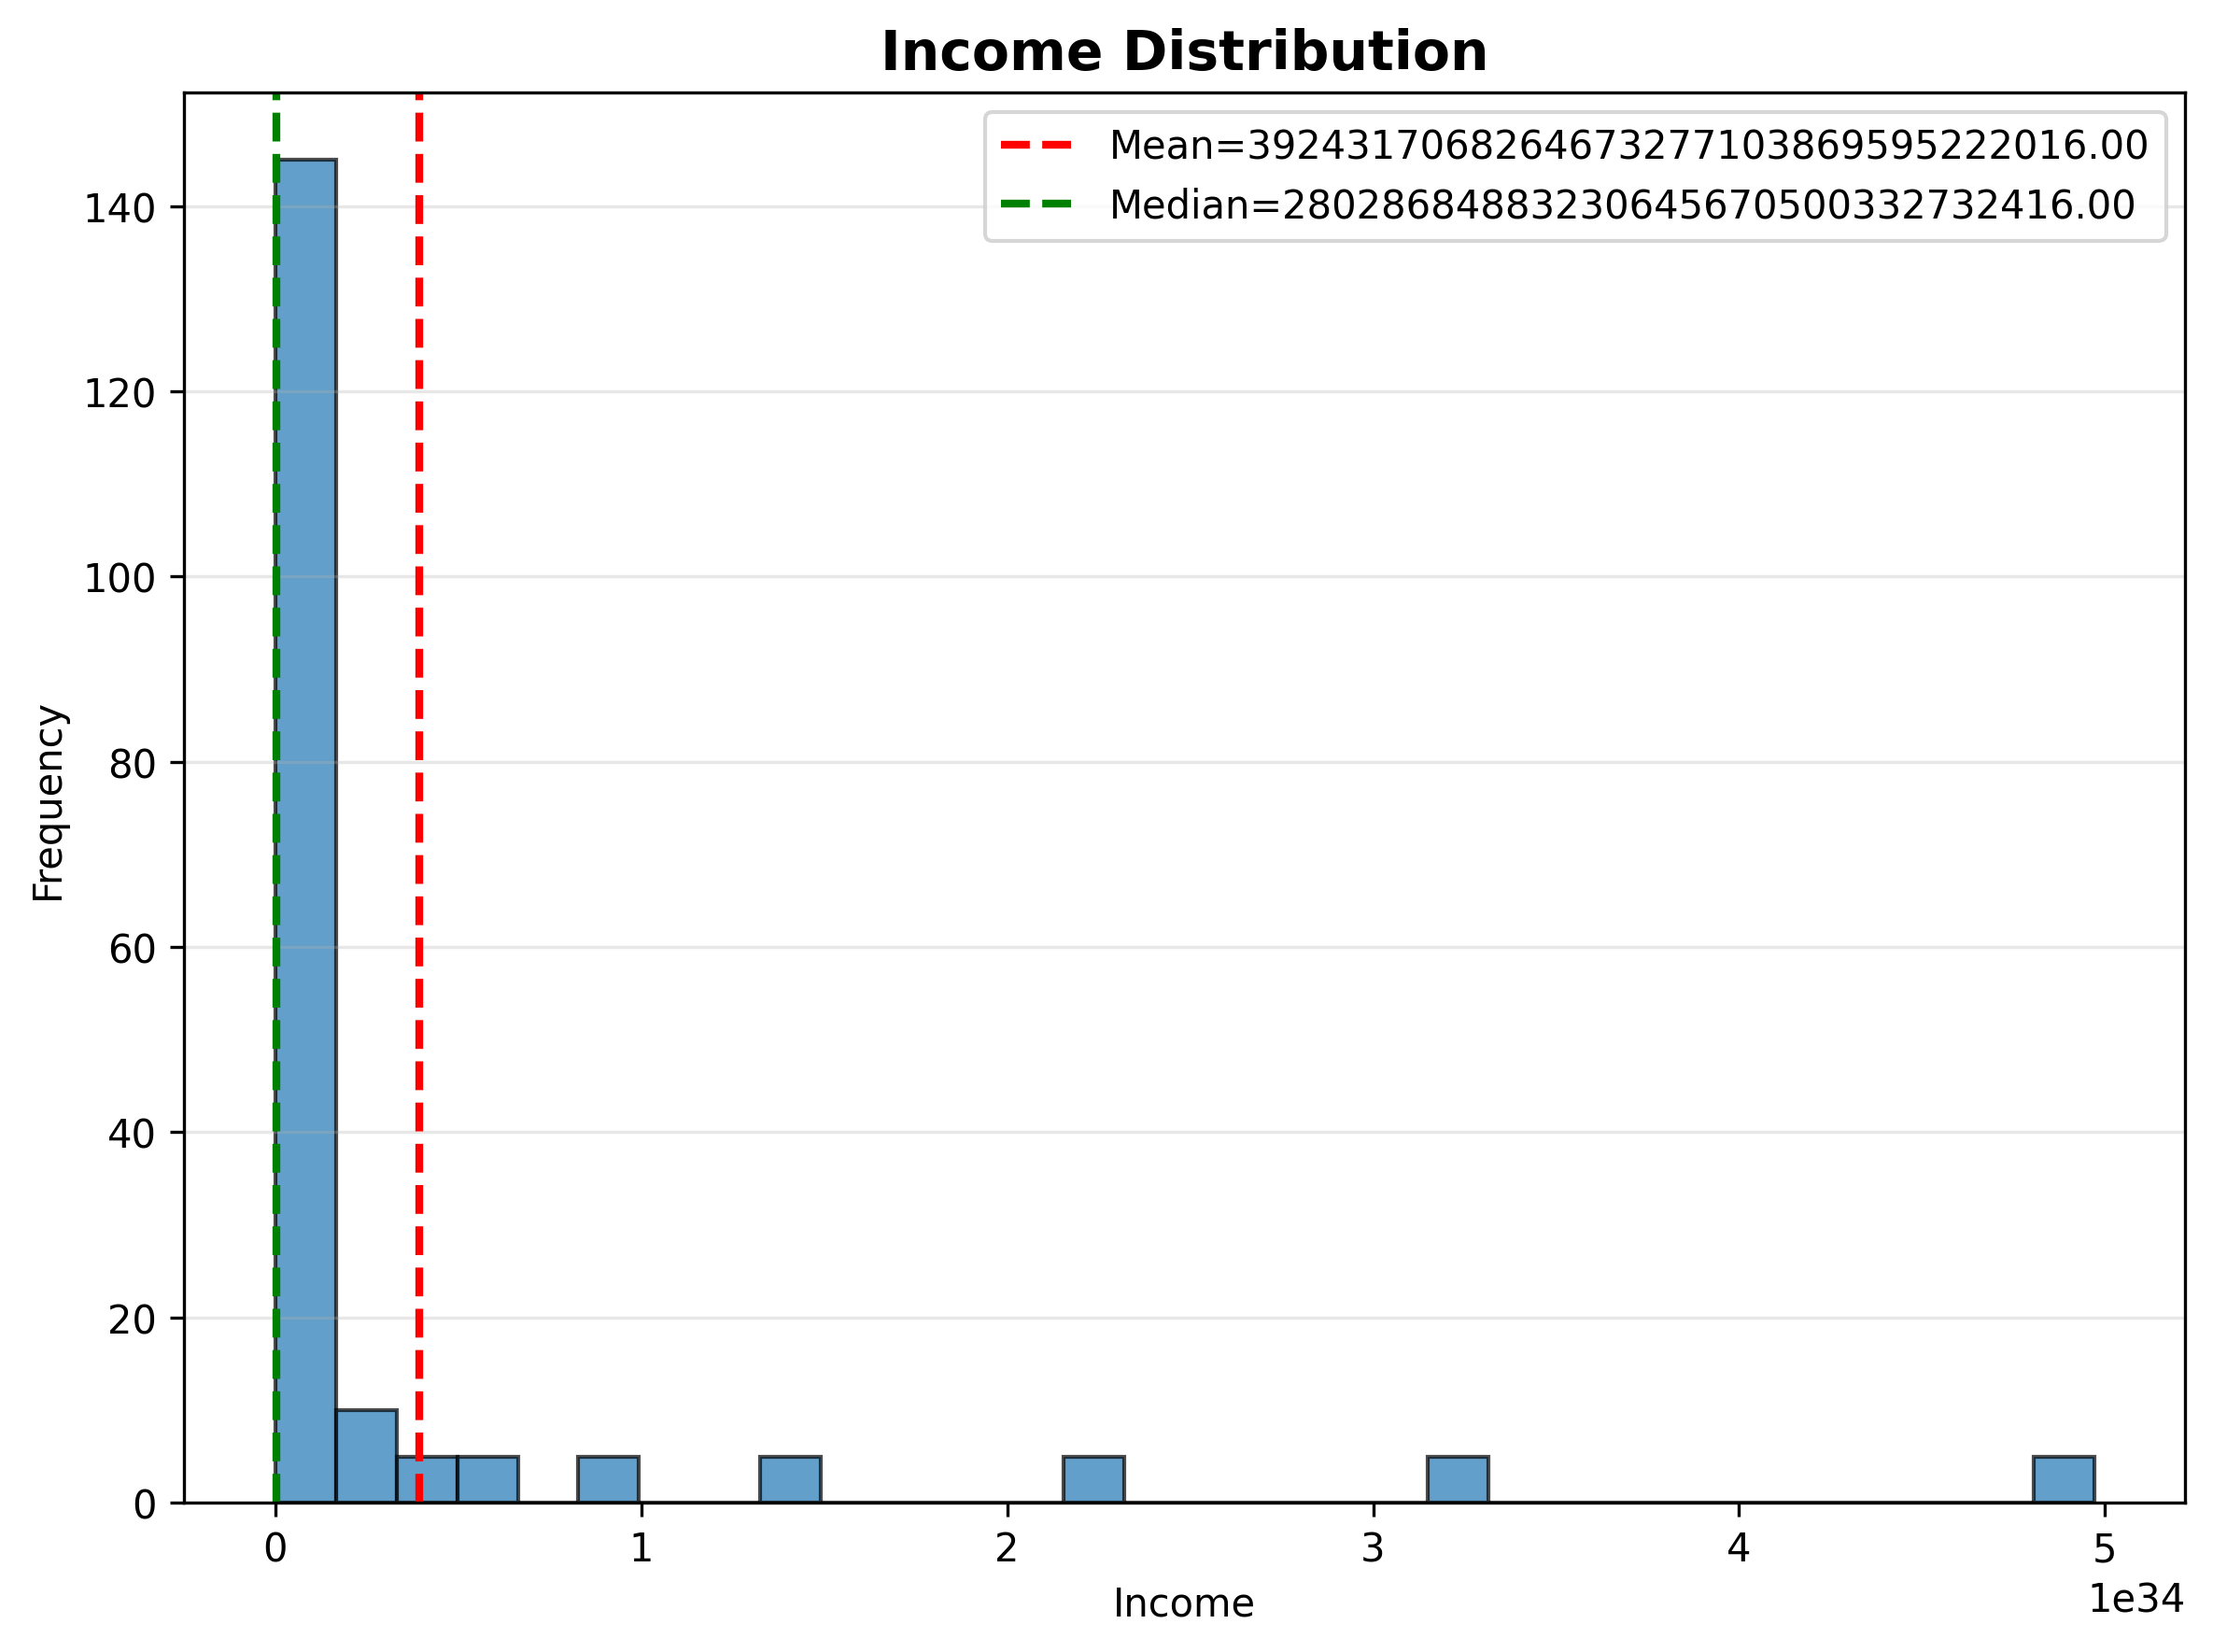 Income Distribution
Mean=3924317068264673277103869595222016.00
Median=28028684883230645670500332732416.00
140
120
100
80
60
40
20
0
Frequency
0 1 2 3 4 5
1e34
Income